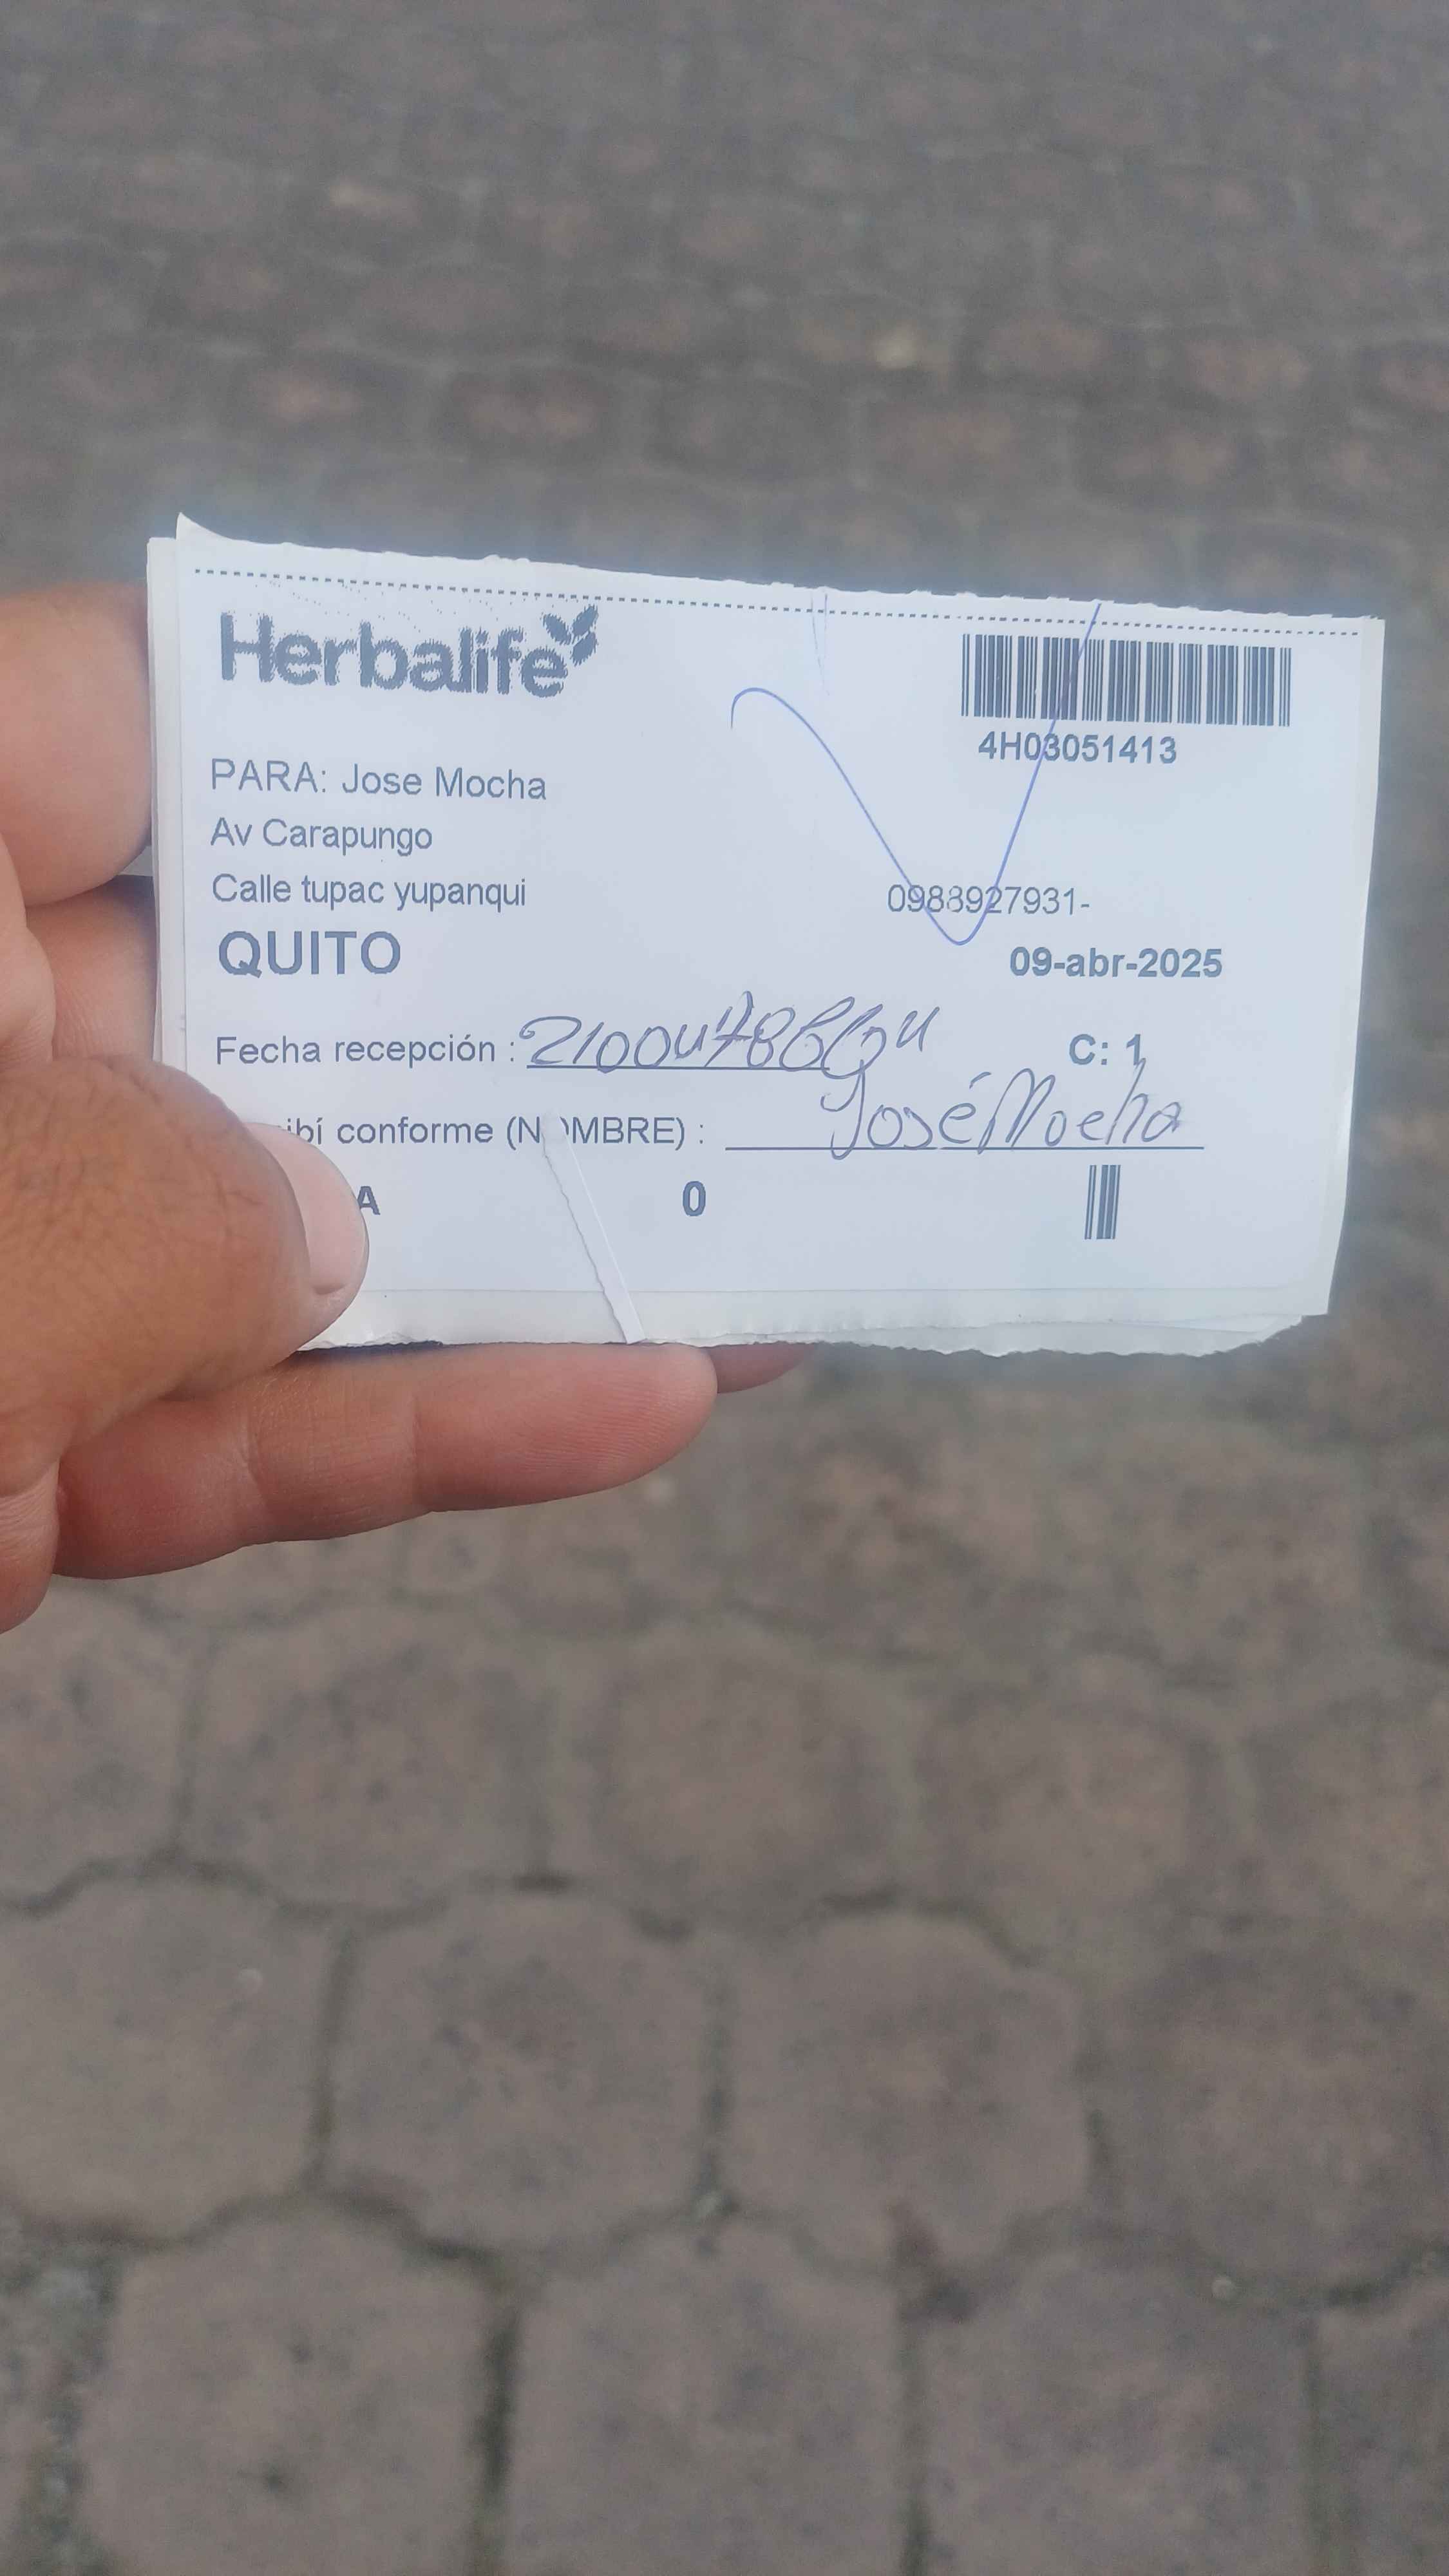 Herbalife
4H03051413
PARA: Jose Mocha
Av Carapungo
Calle tupac yupanqui
0988927931-
QUITO
09-abr-2025
Fecha recepción :
C: 1
conforme (NOMBRE) : José Mocha
A 0